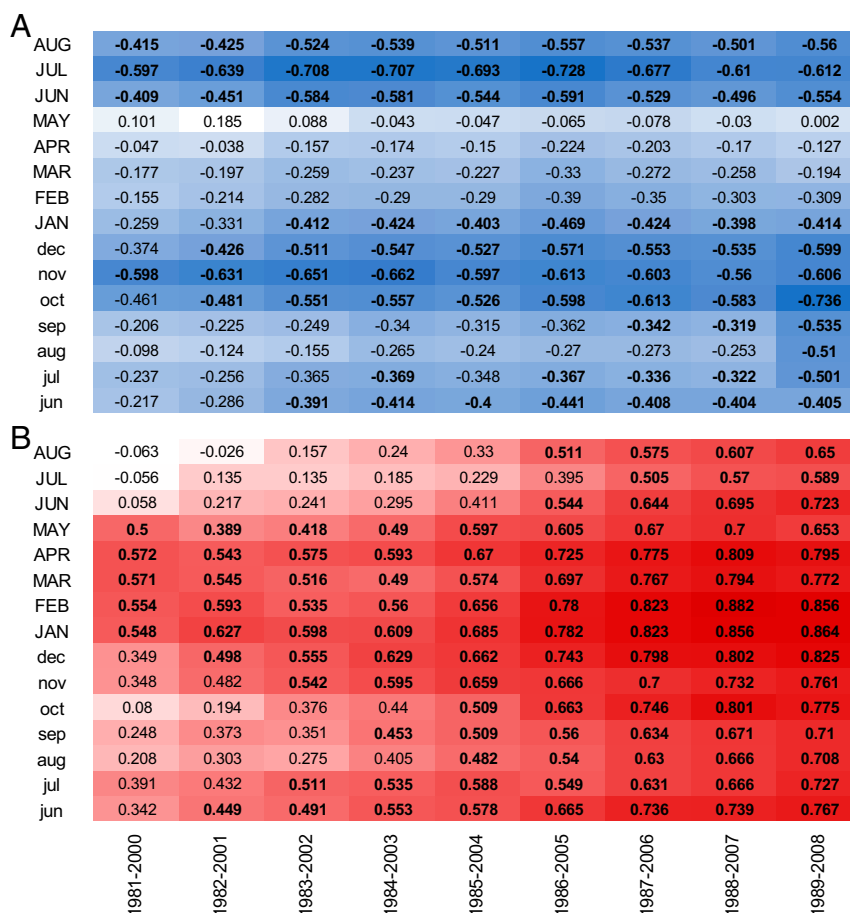 A
AUG -0.415 -0.425 -0.524 -0.539 -0.511 -0.557 -0.537 -0.501 -0.56
JUL -0.597 -0.639 -0.708 -0.707 -0.693 -0.728 -0.677 -0.61 -0.612
JUN -0.409 -0.451 -0.584 -0.581 -0.544 -0.591 -0.529 -0.496 -0.554
MAY 0.101 0.185 0.088 -0.043 -0.047 -0.065 -0.078 -0.03 0.002
APR -0.047 -0.038 -0.157 -0.174 -0.15 -0.224 -0.203 -0.17 -0.127
MAR -0.177 -0.197 -0.259 -0.237 -0.227 -0.33 -0.272 -0.258 -0.194
FEB -0.155 -0.214 -0.282 -0.29 -0.29 -0.39 -0.35 -0.303 -0.309
JAN -0.259 -0.331 -0.412 -0.424 -0.403 -0.469 -0.424 -0.398 -0.414
dec -0.374 -0.426 -0.511 -0.547 -0.527 -0.571 -0.553 -0.535 -0.599
nov -0.598 -0.631 -0.651 -0.662 -0.597 -0.613 -0.603 -0.56 -0.606
oct -0.461 -0.481 -0.551 -0.557 -0.526 -0.598 -0.613 -0.583 -0.736
sep -0.206 -0.225 -0.249 -0.34 -0.315 -0.362 -0.342 -0.319 -0.535
aug -0.098 -0.124 -0.155 -0.265 -0.24 -0.27 -0.273 -0.253 -0.51
jul -0.237 -0.256 -0.365 -0.369 -0.348 -0.367 -0.336 -0.322 -0.501
jun -0.217 -0.286 -0.391 -0.414 -0.4 -0.441 -0.408 -0.404 -0.405
B
AUG -0.063 -0.026 0.157 0.24 0.33 0.511 0.575 0.607 0.65
JUL -0.056 0.135 0.135 0.185 0.229 0.395 0.505 0.57 0.589
JUN 0.058 0.217 0.241 0.295 0.411 0.544 0.644 0.695 0.723
MAY 0.5 0.389 0.418 0.49 0.597 0.605 0.67 0.7 0.653
APR 0.572 0.543 0.575 0.593 0.67 0.725 0.775 0.809 0.795
MAR 0.571 0.545 0.516 0.49 0.574 0.697 0.767 0.794 0.772
FEB 0.554 0.593 0.535 0.56 0.656 0.78 0.823 0.882 0.856
JAN 0.548 0.627 0.598 0.609 0.685 0.782 0.823 0.856 0.864
dec 0.349 0.498 0.555 0.629 0.662 0.743 0.798 0.802 0.825
nov 0.348 0.482 0.542 0.595 0.659 0.666 0.7 0.732 0.761
oct 0.08 0.194 0.376 0.44 0.509 0.663 0.746 0.801 0.775
sep 0.248 0.373 0.351 0.453 0.509 0.56 0.634 0.671 0.71
aug 0.208 0.303 0.275 0.405 0.482 0.54 0.63 0.666 0.708
jul 0.391 0.432 0.511 0.535 0.588 0.549 0.631 0.666 0.727
jun 0.342 0.449 0.491 0.553 0.578 0.665 0.736 0.739 0.767
1981-2000 1982-2001 1983-2002 1984-2003 1985-2004 1986-2005 1987-2006 1988-2007 1989-2008